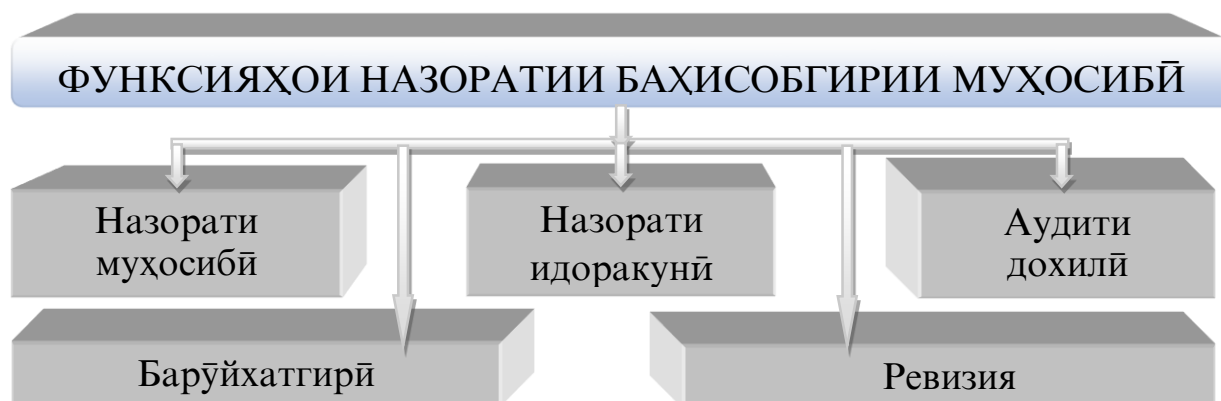 ФУНКСИЯҲОИ НАЗОРАТИИ БАҲИСОБГИРИИ МУҲОСИБӢ
Назорати
муҳосибӣ
Назорати
идоракунӣ
Аудити
дохилӣ
Барӯйхатгирӣ
Ревизия